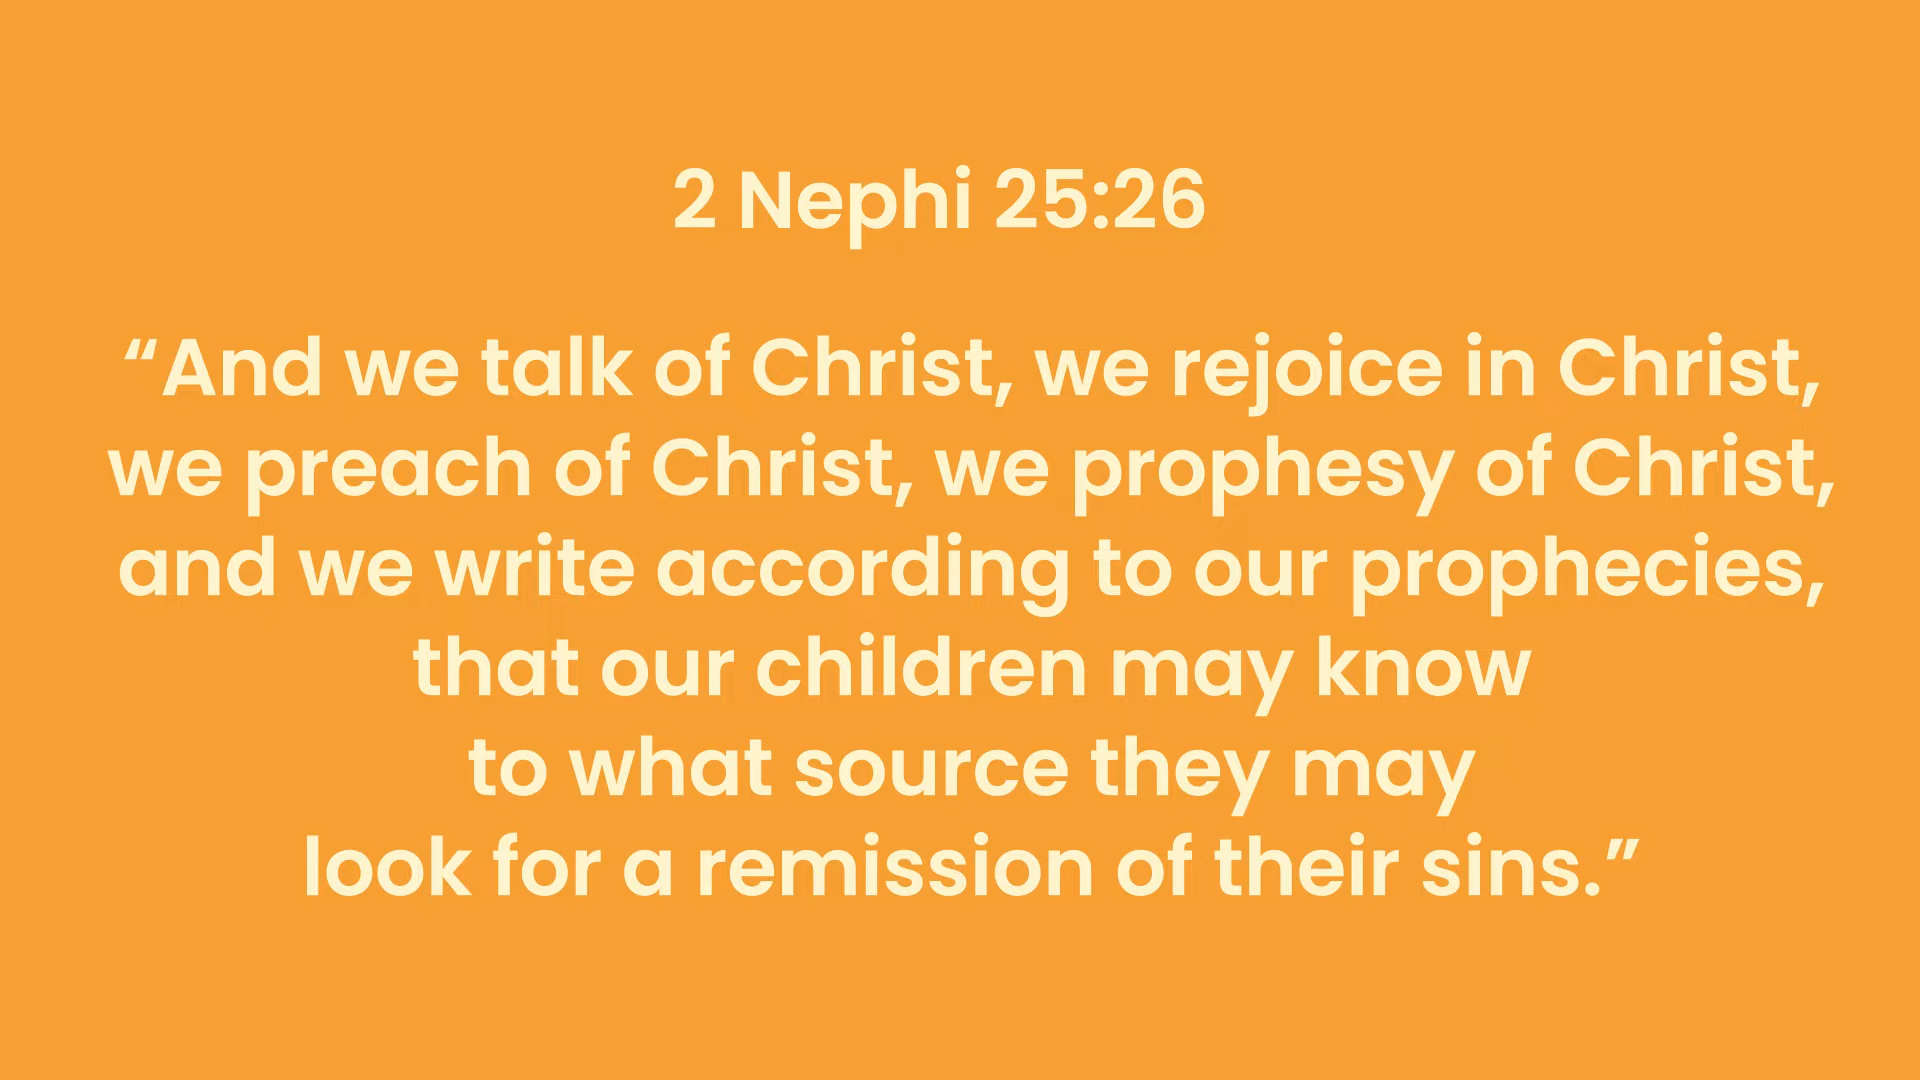 2 Nephi 25:26
“And we talk of Christ, we rejoice in Christ,
we preach of Christ, we prophesy of Christ,
and we write according to our prophecies,
that our children may know
to what source they may
look for a remission of their sins.”